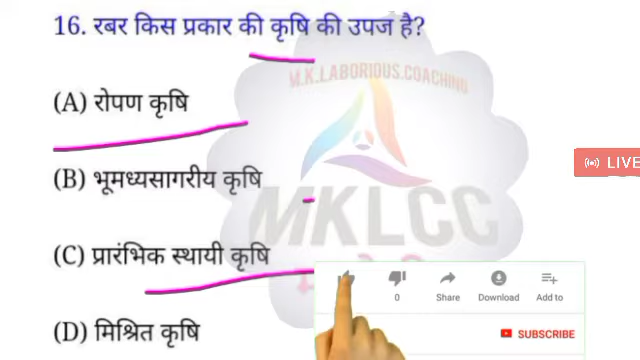 16. रबर किस प्रकार की कृषि की उपज है?
M.K.LABORIOUS.COACHING
(A) रोपण कृषि
LIVE
(B) भूमध्यसागरीय कृषि
MKLCC
(C) प्रारंभिक स्थायी कृषि
0 Share Download Add to
(D) मिश्रित कृषि
SUBSCRIBE